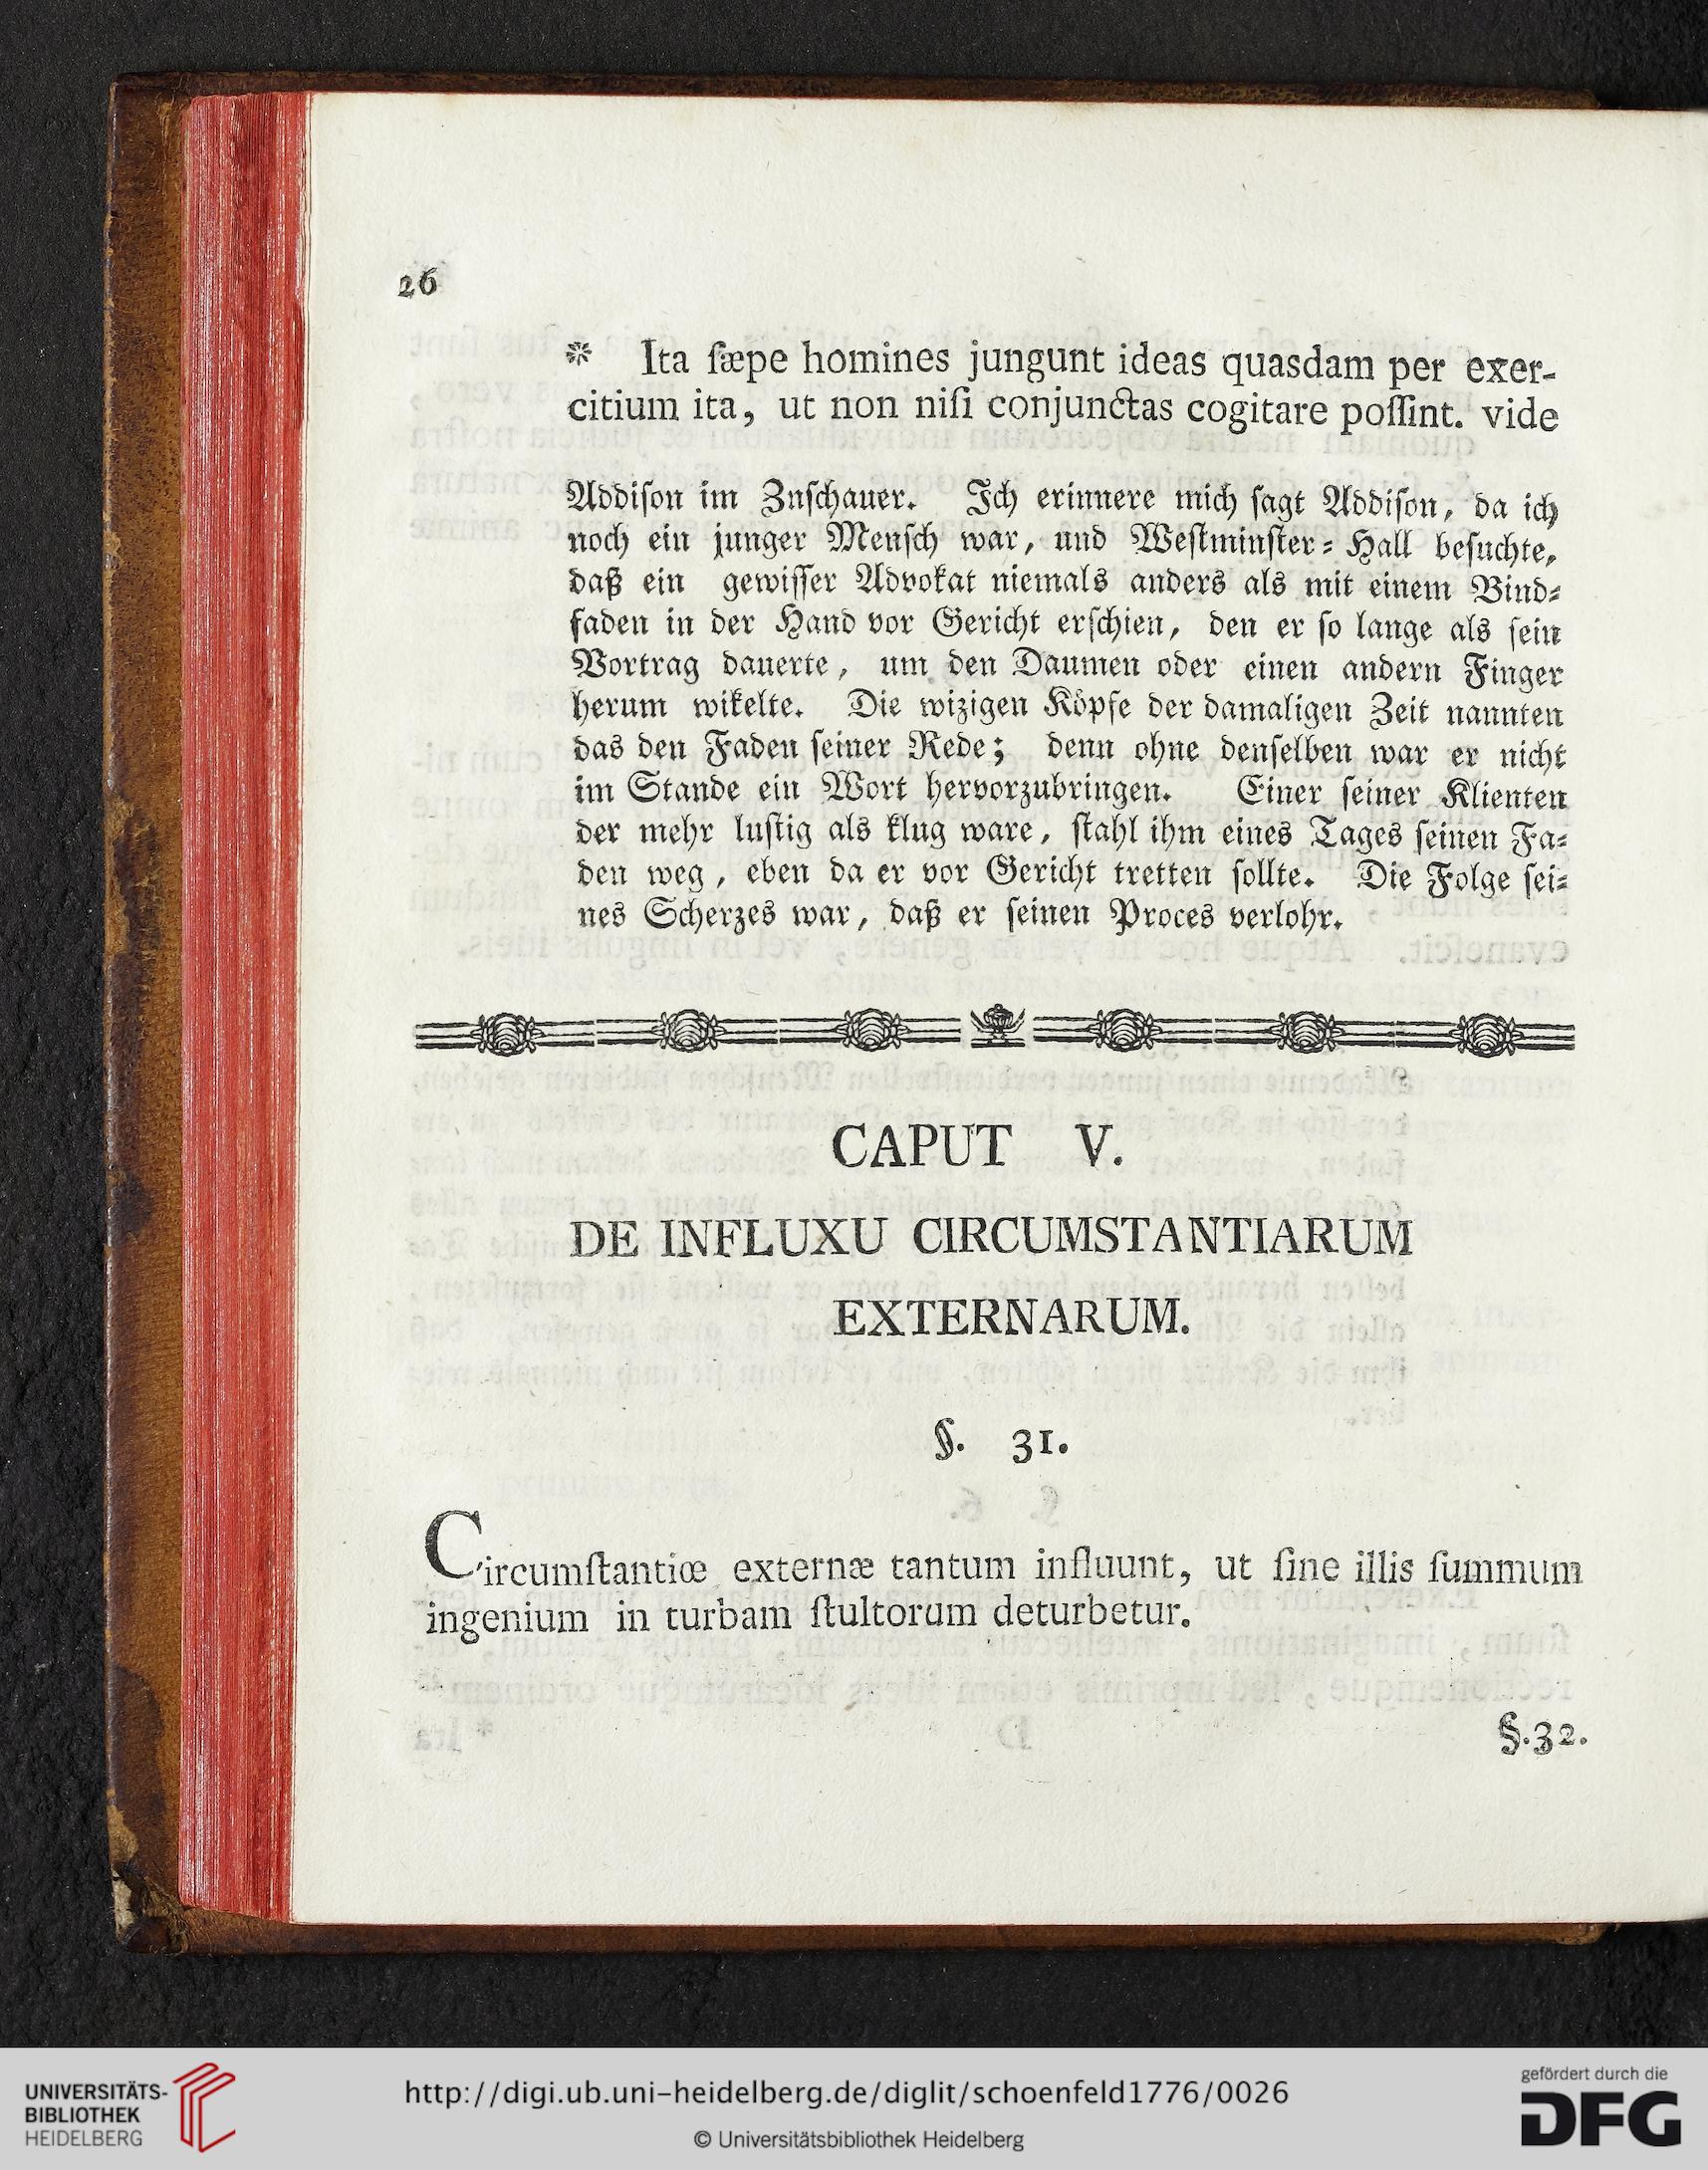 26
* Ita ſæpe homines jungunt ideas quasdam per exer-
citium ita, ut non niſi conjunctas cogitare poſſint. vide
Addiſon im Znſchauer. Ich erinnere mich ſagt Addiſon, da ich
noch ein junger Menſch war, und Weſtminſter⸗Hall beſuchte,
daß ein gewiſſer Advokat niemals anders als mit einem Bind⸗
faden in der Hand vor Gericht erſchien, den er ſo lange als ſein
Vortrag dauerte, um den Daumen oder einen andern Finger
herum wikelte. Die wizigen Köpfe der damaligen Zeit nannten
das den Faden ſeiner Rede; denn ohne denſelben war er nicht
im Stande ein Wort hervorzubringen. Einer ſeiner Klienten
der mehr luſtig als klug ware, ſtahl ihm eines Tages ſeinen Fa⸗
den weg, eben da er vor Gericht tretten ſollte. Die Folge ſei⸗
nes Scherzes war, daß er ſeinen Proces verlohr.
CAPUT V.
DE INFLUXU CIRCUMSTANTIARUM
EXTERNARUM.
§. 31.
Circumſtantiœ externæ tantum influunt, ut ſine illis ſummum
ingenium in turbam ſtultorum deturbetur.
§.32.
UNIVERSITÄTS-
BIBLIOTHEK
HEIDELBERG
http://digi.ub.uni-heidelberg.de/diglit/schoenfeld1776/0026
© Universitätsbibliothek Heidelberg
gefördert durch die
DFG